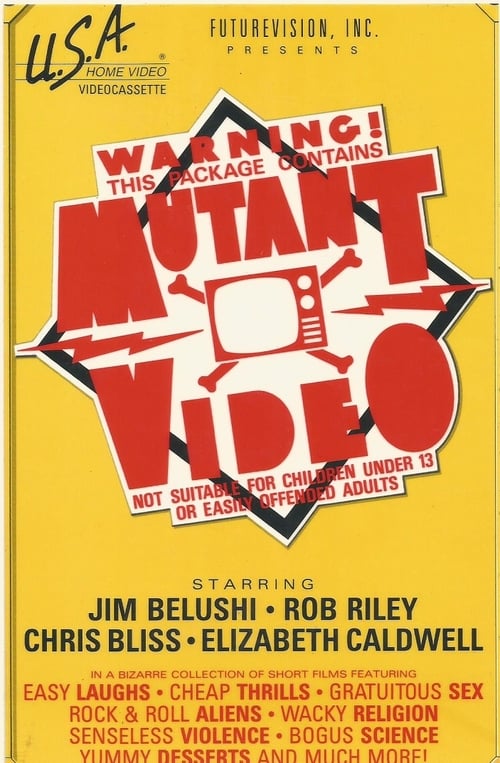 U.S.A.
HOME VIDEO ®
VIDEOCASSETTE
FUTUREVISION, INC.
PRESENTS
WARNING!
THIS PACKAGE CONTAINS
MUTANT
VIDEO
NOT SUITABLE FOR CHILDREN UNDER 13
OR EASILY OFFENDED ADULTS
STARRING
JIM BELUSHI • ROB RILEY
CHRIS BLISS • ELIZABETH CALDWELL
IN A BIZARRE COLLECTION OF SHORT FILMS FEATURING
EASY LAUGHS • CHEAP THRILLS • GRATUITOUS SEX
ROCK & ROLL ALIENS • WACKY RELIGION
SENSELESS VIOLENCE • BOGUS SCIENCE
YUMMY DESSERTS AND MUCH MORE!